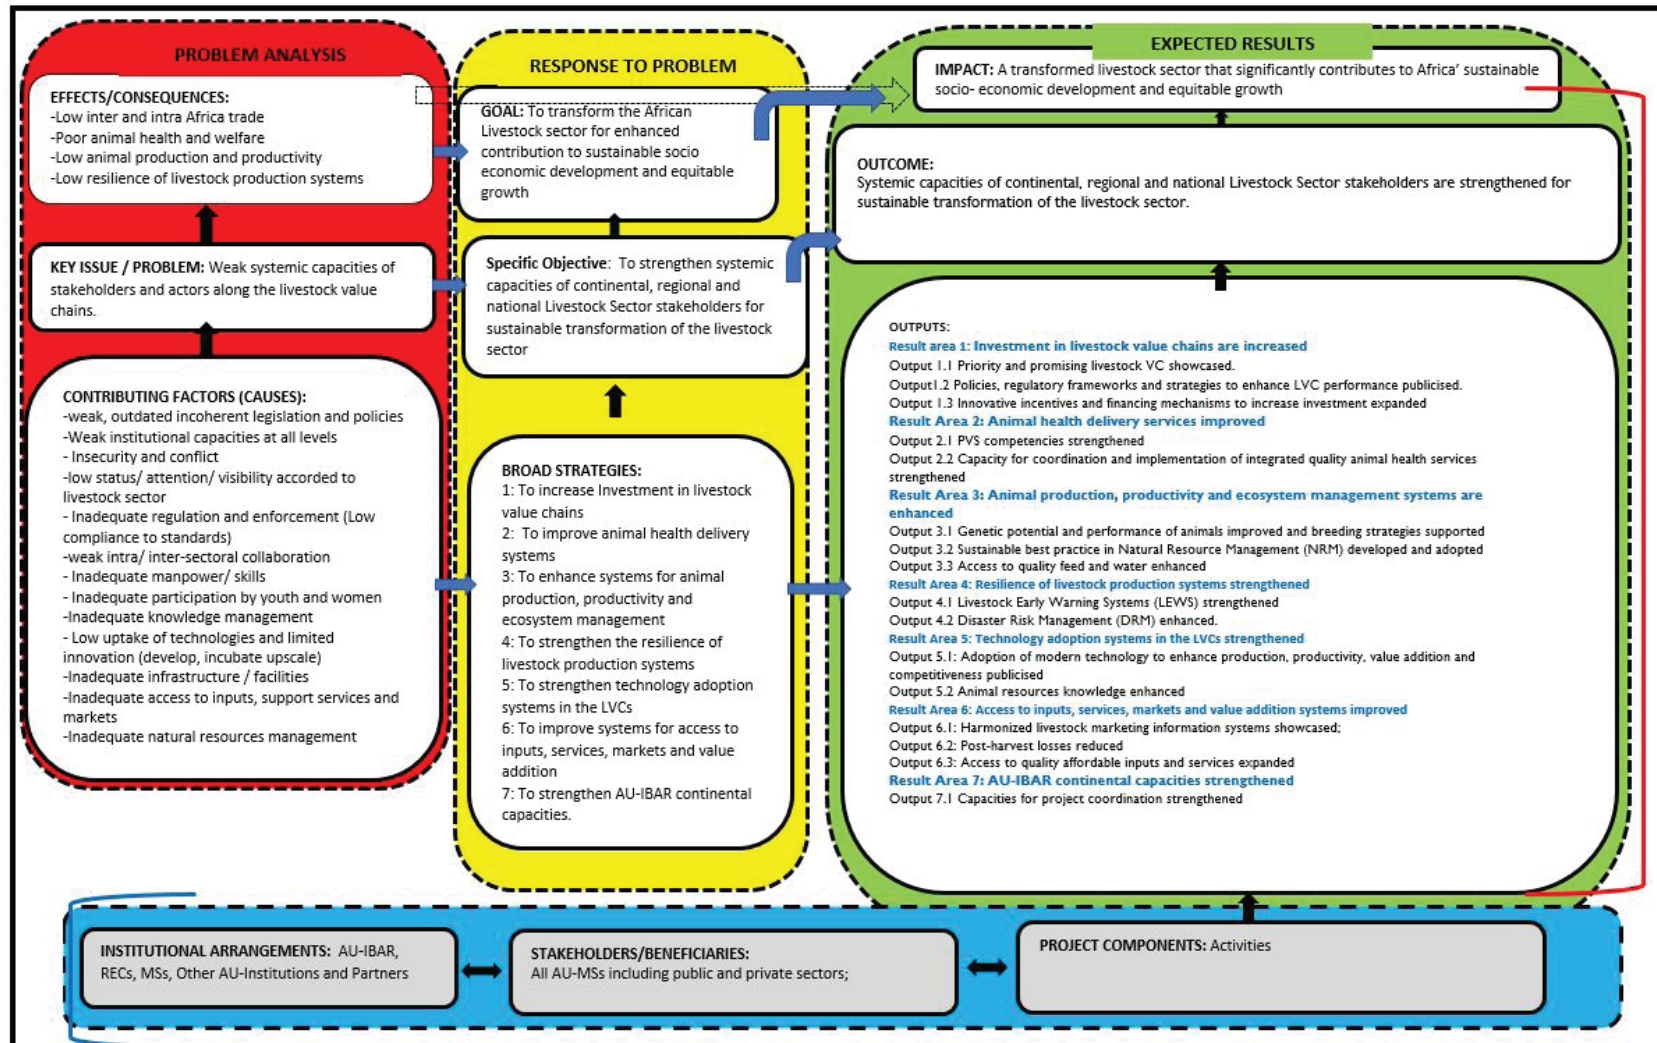 PROBLEM ANALYSIS
EFFECTS/CONSEQUENCES:
-Low inter and intra Africa trade
-Poor animal health and welfare
-Low animal production and productivity
-Low resilience of livestock production systems
KEY ISSUE / PROBLEM: Weak systemic capacities of
stakeholders and actors along the livestock value
chains.
CONTRIBUTING FACTORS (CAUSES):
-weak, outdated incoherent legislation and policies
-Weak institutional capacities at all levels
- Insecurity and conflict
-low status/ attention/ visibility accorded to
livestock sector
- Inadequate regulation and enforcement (Low
compliance to standards)
-weak intra/ inter-sectoral collaboration
- Inadequate manpower/ skills
- Inadequate participation by youth and women
-Inadequate knowledge management
- Low uptake of technologies and limited
innovation (develop, incubate upscale)
-Inadequate infrastructure / facilities
-Inadequate access to inputs, support services and
markets
-Inadequate natural resources management
RESPONSE TO PROBLEM
GOAL: To transform the African
Livestock sector for enhanced
contribution to sustainable socio
economic development and equitable
growth
Specific Objective: To strengthen systemic
capacities of continental, regional and
national Livestock Sector stakeholders for
sustainable transformation of the livestock
sector
BROAD STRATEGIES:
1: To increase Investment in livestock
value chains
2: To improve animal health delivery
systems
3: To enhance systems for animal
production, productivity and
ecosystem management
4: To strengthen the resilience of
livestock production systems
5: To strengthen technology adoption
systems in the LVCs
6: To improve systems for access to
inputs, services, markets and value
addition
7: To strengthen AU-IBAR continental
capacities.
EXPECTED RESULTS
IMPACT: A transformed livestock sector that significantly contributes to Africa' sustainable
socio- economic development and equitable growth
OUTCOME:
Systemic capacities of continental, regional and national Livestock Sector stakeholders are strengthened for
sustainable transformation of the livestock sector.
OUTPUTS:
Result area 1: Investment in livestock value chains are increased
Output 1.1 Priority and promising livestock VC showcased.
Output1.2 Policies, regulatory frameworks and strategies to enhance LVC performance publicised.
Output 1.3 Innovative incentives and financing mechanisms to increase investment expanded
Result Area 2: Animal health delivery services improved
Output 2.1 PVS competencies strengthened
Output 2.2 Capacity for coordination and implementation of integrated quality animal health services
strengthened
Result Area 3: Animal production, productivity and ecosystem management systems are
enhanced
Output 3.1 Genetic potential and performance of animals improved and breeding strategies supported
Output 3.2 Sustainable best practice in Natural Resource Management (NRM) developed and adopted
Output 3.3 Access to quality feed and water enhanced
Result Area 4: Resilience of livestock production systems strengthened
Output 4.1 Livestock Early Warning Systems (LEWS) strengthened
Output 4.2 Disaster Risk Management (DRM) enhanced.
Result Area 5: Technology adoption systems in the LVCs strengthened
Output 5.1: Adoption of modern technology to enhance production, productivity, value addition and
competitiveness publicised
Output 5.2 Animal resources knowledge enhanced
Result Area 6: Access to inputs, services, markets and value addition systems improved
Output 6.1: Harmonized livestock marketing information systems showcased;
Output 6.2: Post-harvest losses reduced
Output 6.3: Access to quality affordable inputs and services expanded
Result Area 7: AU-IBAR continental capacities strengthened
Output 7.1 Capacities for project coordination strengthened
INSTITUTIONAL ARRANGEMENTS: AU-IBAR,
RECs, MSs, Other AU-Institutions and Partners
STAKEHOLDERS/BENEFICIARIES:
All AU-MSs including public and private sectors;
PROJECT COMPONENTS: Activities